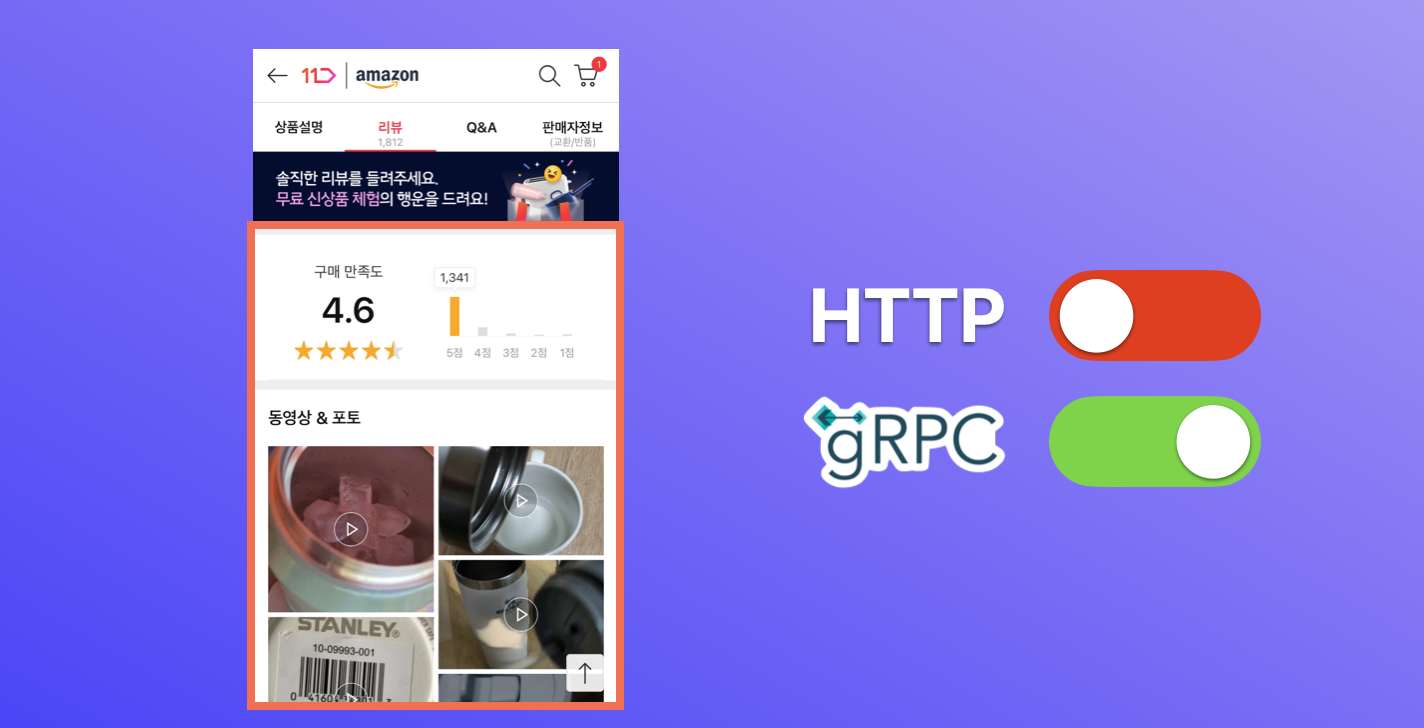 11
amazon
1
상품설명
리뷰
Q&A
판매자정보
1,812
(교환/반품)
솔직한 리뷰를 들려주세요.
무료 신상품 체험의 행운을 드려요!
구매 만족도
1,341
4.6
5점 4점 3점 2점 1점
동영상 & 포토
STANLEY®
10-09993-001
HTTP
gRPC